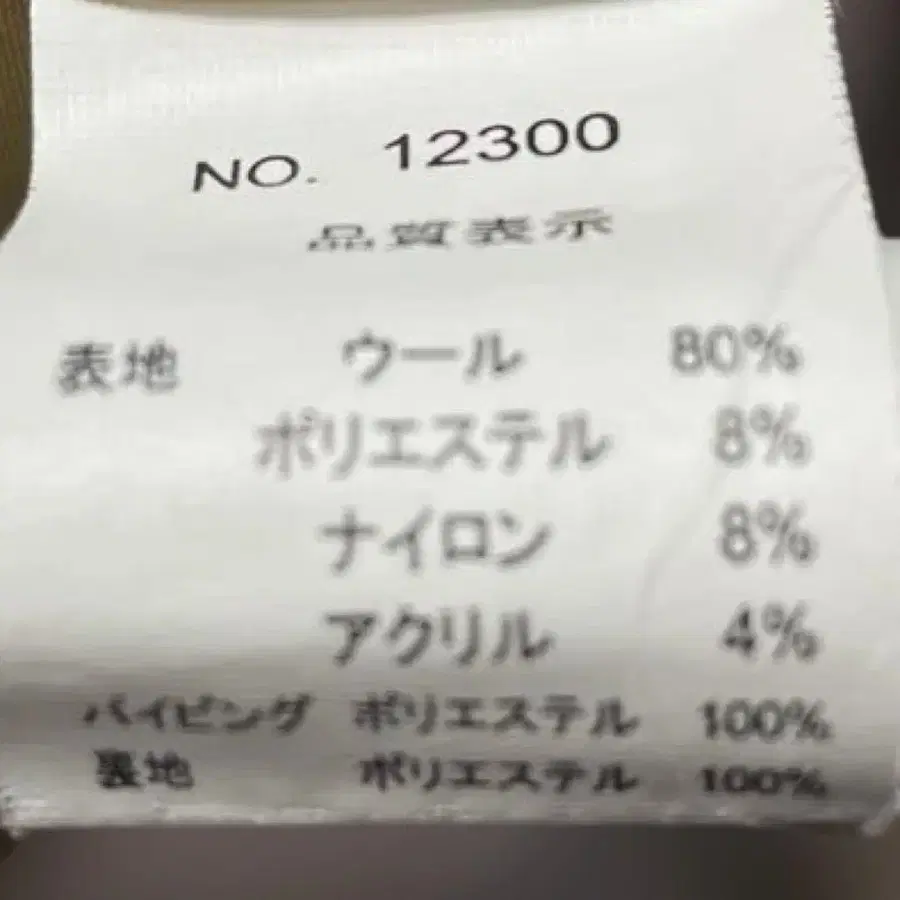 NO. 12300
品質表示
表地 ウール 80%
ポリエステル 8%
ナイロン 8%
アクリル 4%
パイピング ポリエステル 100%
裏地 ポリエステル 100%